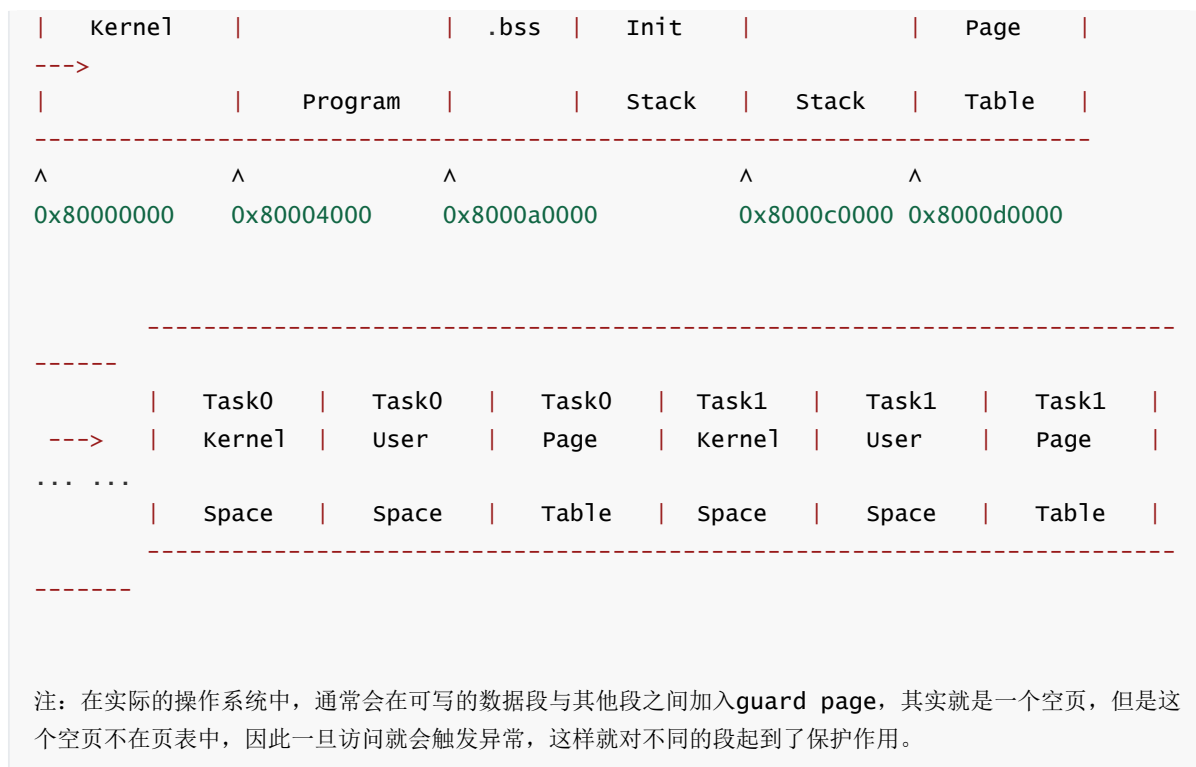 |   Kernel    |              |  .bss  |   Init     |           |   Page     |
--->
|             |    Program   |        |   Stack    |   Stack   |   Table    |
---------------------------------------------------------------------------
^             ^              ^                     ^           ^
0x80000000    0x80004000     0x8000a0000          0x8000c0000 0x8000d0000
-------------------------------------------------------------------------
------
|   Task0   |   Task0   |   Task0   |  Task1    |   Task1   |   Task1   |
--->   |   Kernel  |   User    |   Page    |  Kernel   |   User    |   Page    |
... ...
|   Space   |   Space   |   Table   |  Space    |   Space   |   Table   |
-------------------------------------------------------------------------
-------
注：在实际的操作系统中，通常会在可写的数据段与其他段之间加入guard page，其实就是一个空页，但是这
个空页不在页表中，因此一旦访问就会触发异常，这样就对不同的段起到了保护作用。